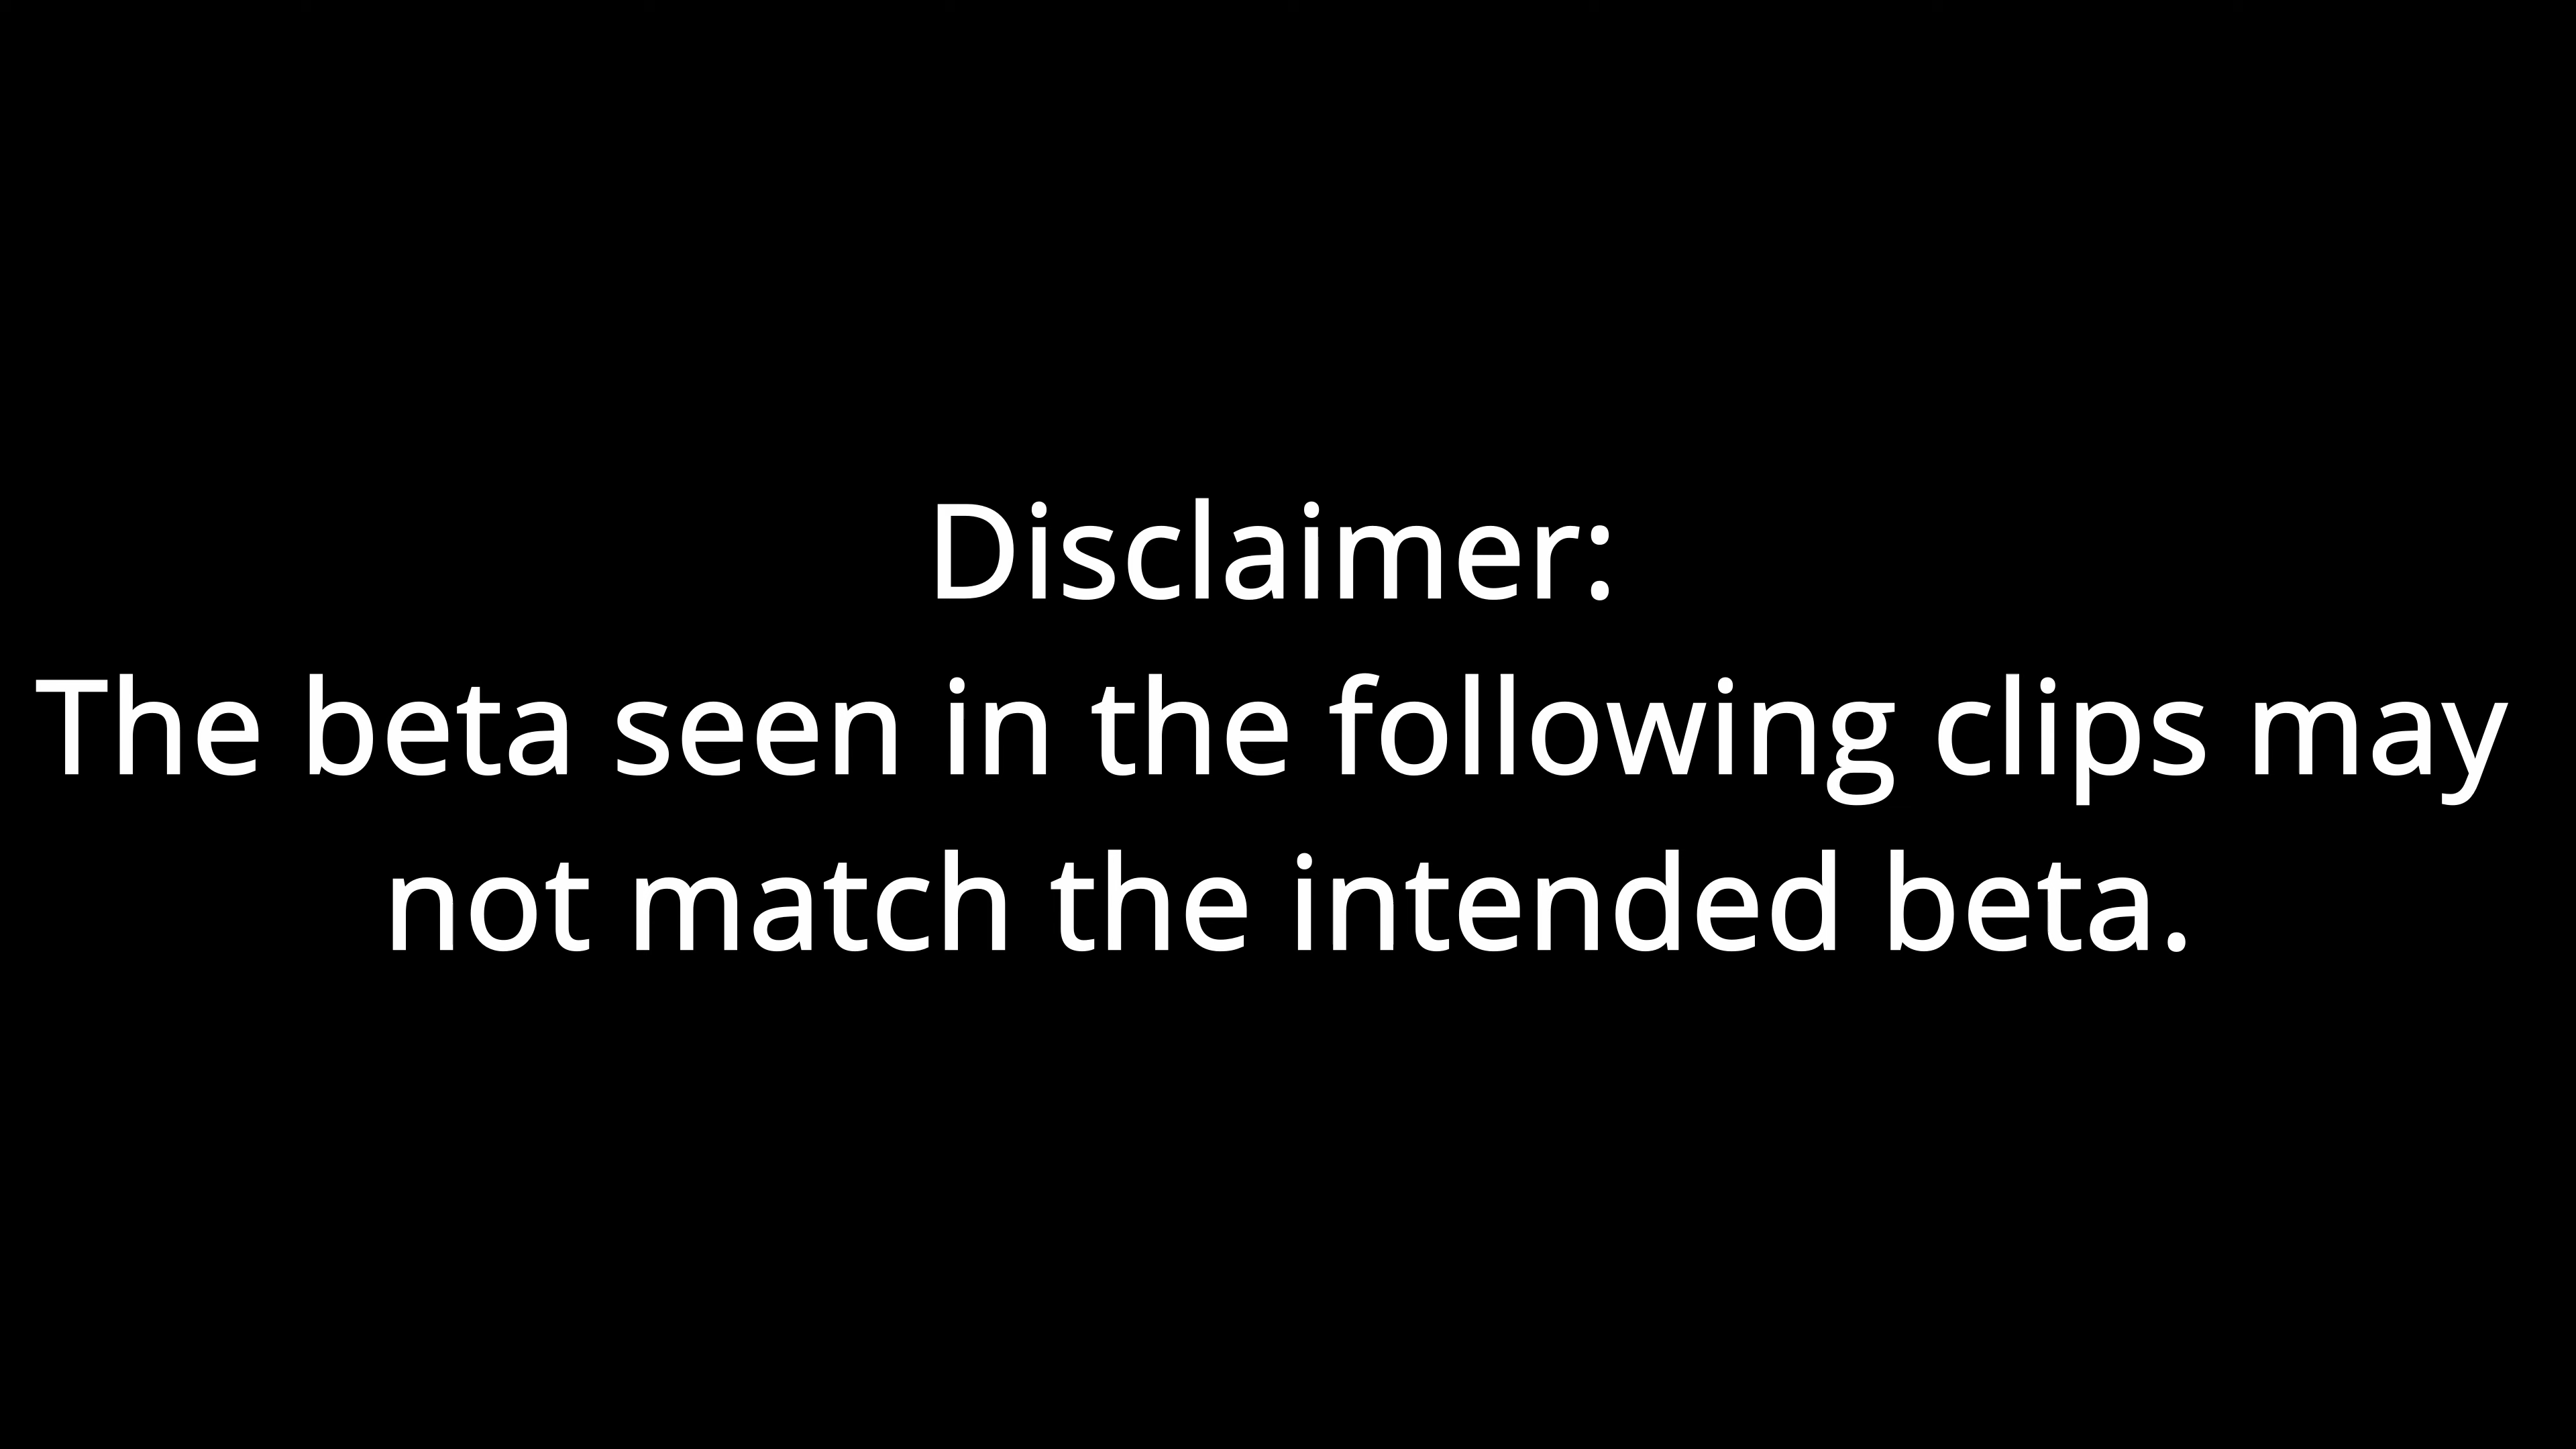 Disclaimer:
The beta seen in the following clips may
not match the intended beta.